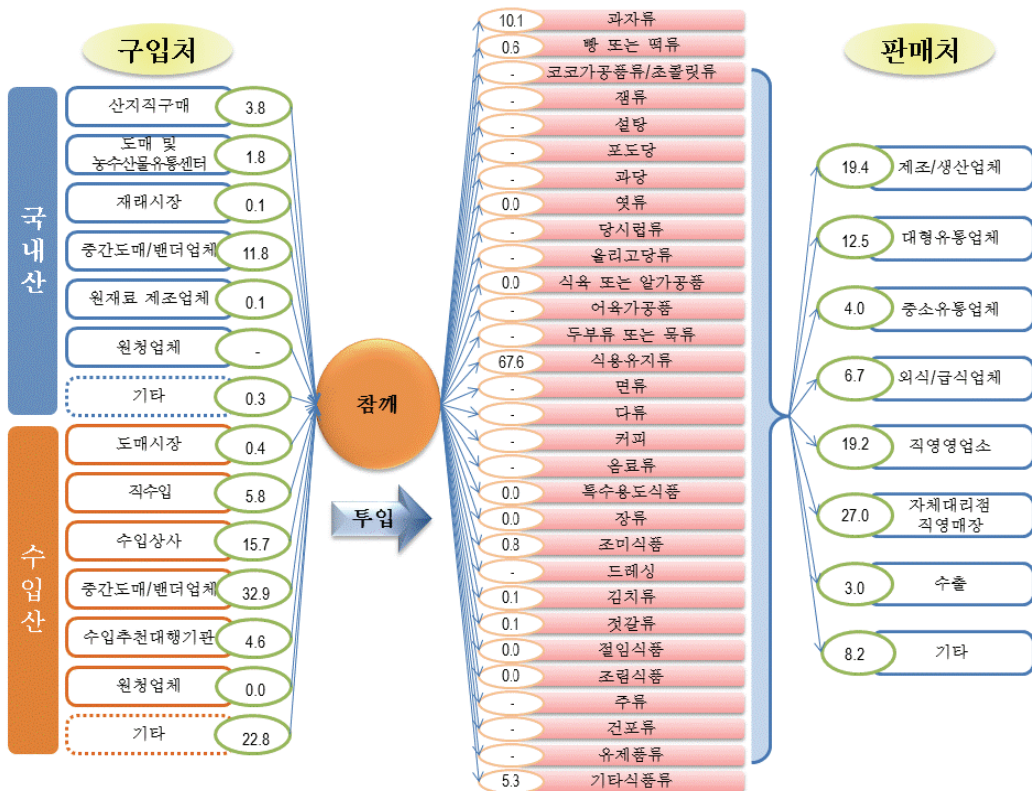 구입처
국내산
산지직구매 3.8
도매 및
농수산물유통센터 1.8
재래시장 0.1
중간도매/밴더업체 11.8
원재료 제조업체 0.1
원청업체 -
기타 0.3
수입산
도매시장 0.4
직수입 5.8
수입상사 15.7
중간도매/밴더업체 32.9
수입추천대행기관 4.6
원청업체 0.0
기타 22.8
참깨
투입
10.1 과자류
0.6 빵 또는 떡류
- 코코가공품류/초콜릿류
- 잼류
- 설탕
- 포도당
- 과당
0.0 엿류
- 당시럽류
- 올리고당류
0.0 식육 또는 알가공품
- 어육가공품
- 두부류 또는 묵류
67.6 식용유지류
- 면류
- 다류
- 커피
- 음료류
0.0 특수용도식품
0.0 장류
0.8 조미식품
- 드레싱
0.1 김치류
0.1 젓갈류
0.0 절임식품
0.0 조림식품
- 주류
- 건포류
- 유제품류
5.3 기타식품류
판매처
19.4 제조/생산업체
12.5 대형유통업체
4.0 중소유통업체
6.7 외식/급식업체
19.2 직영영업소
27.0 자체대리점
직영매장
3.0 수출
8.2 기타